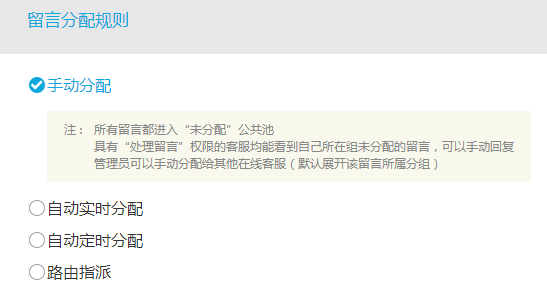 留言分配规则
手动分配
注： 所有留言都进入“未分配”公共池
具有“处理留言”权限的客服均能看到自己所在组未分配的留言，可以手动回复
管理员可以手动分配给其他在线客服（默认展开该留言所属分组）
自动实时分配
自动定时分配
路由指派